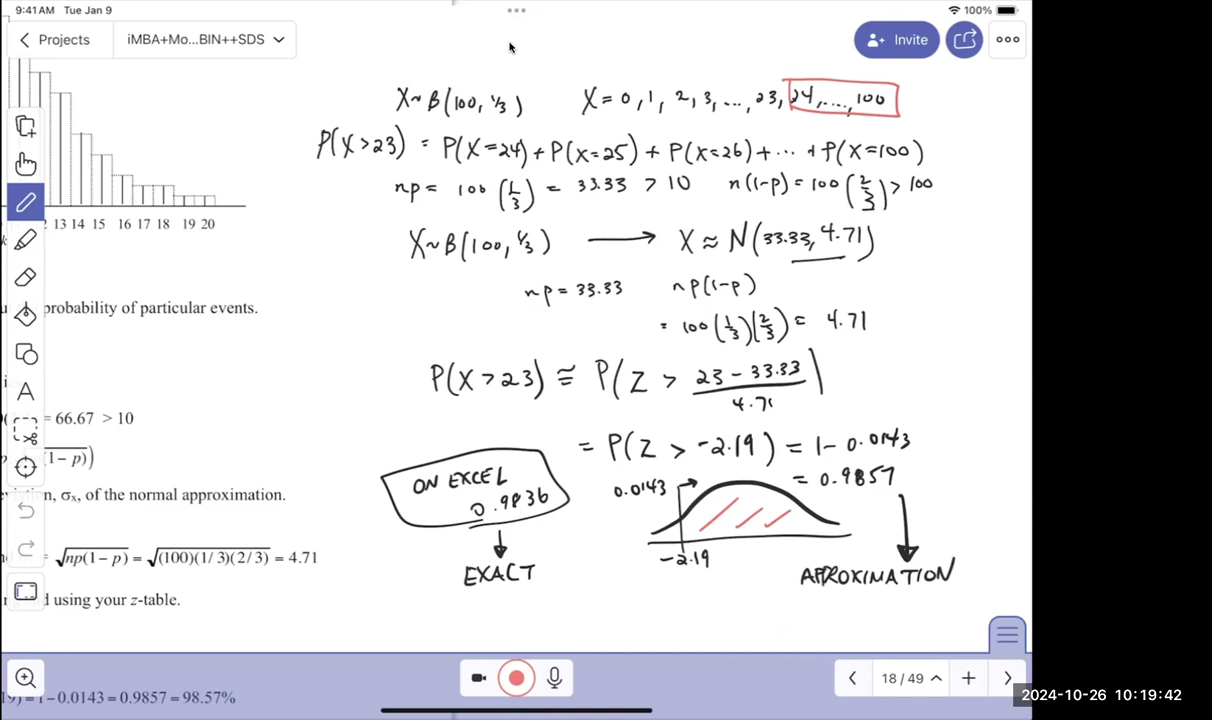 9:41 AM Tue Jan 9
100%
Projects
iMBA+Mo...BIN++SDS
Invite
X~B(100, 1/3) X = 0, 1, 2, 3, ..., 23, 24, ..., 100
P(X>23) = P(X=24) + P(X=25) + P(X=26) + ... + P(X=100)
np = 100 (1/3) = 33.33 > 10 n(1-p) = 100 (2/3) > 100
X~B(100, 1/3) → X ≈ N(33.33, 4.71)
np = 33.33 np(1-p)
= 100 (1/3)(2/3) = 4.71
P(X>23) ≅ P(Z > (23 - 33.33)/4.71)
= P(Z > -2.19) = 1 - 0.0143
= 0.9857
ON EXCEL
0.9836
EXACT
0.0143
-2.19
APROXIMATION
13 14 15 16 17 18 19 20
probability of particular events.
= 66.67 > 10
(1 – p))
n, σx, of the normal approximation.
= √np(1 – p) = √(100)(1/3)(2/3) = 4.71
d using your z-table.
19) = 1 – 0.0143 = 0.9857 = 98.57%
A
18 / 49
2024-10-26 10:19:42